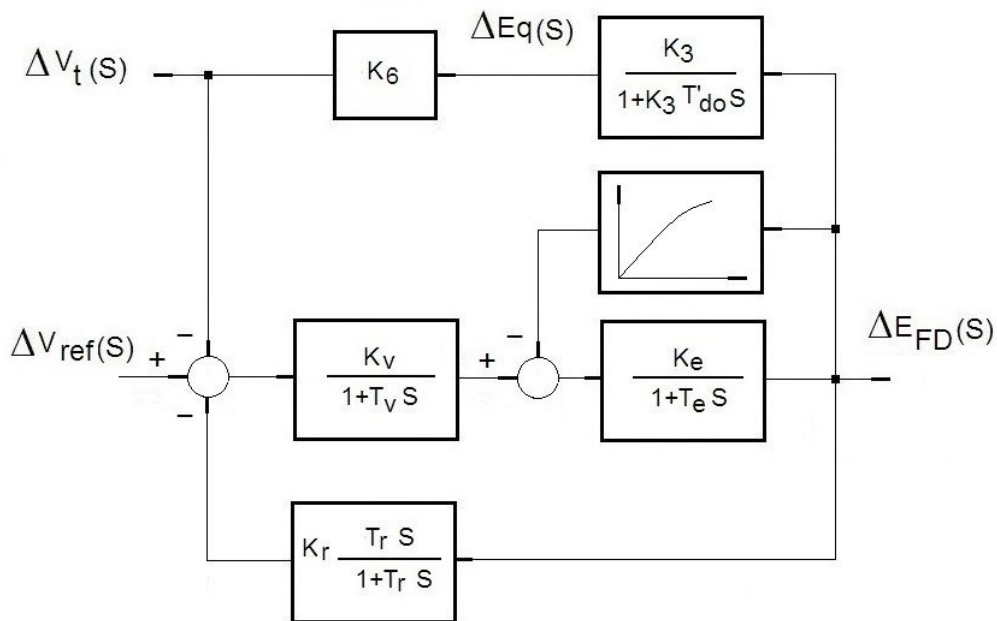 ΔVt(S)
K6
ΔEq(S)
K3
1+K3 T'do S
ΔVref(S)
+
−
−
Kv
1+Tv S
+
−
Ke
1+Te S
ΔEFD(S)
Kr Tr S
1+Tr S